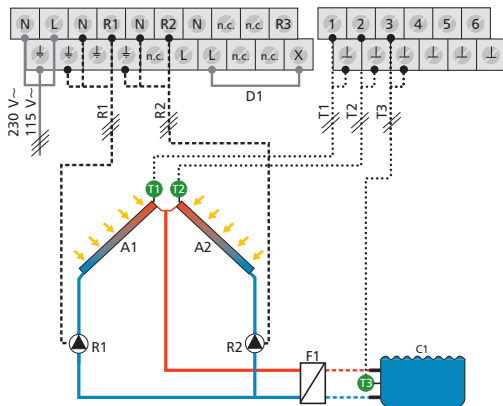 N L N R1 N R2 N n.c. n.c. R3
n.c. L L n.c. n.c. X
1 2 3 4 5 6
D1
230 V~
115 V~
R1
R2
T1
T2
T3
T1 T2
A1 A2
R1
R2
F1
C1
T3